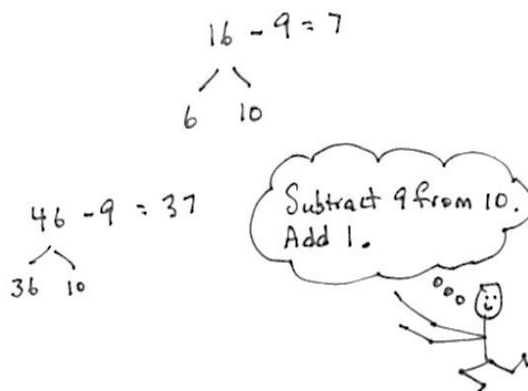 16 - 9 = 7
6 10
46 - 9 = 37
36 10
Subtract 9 from 10.
Add 1.